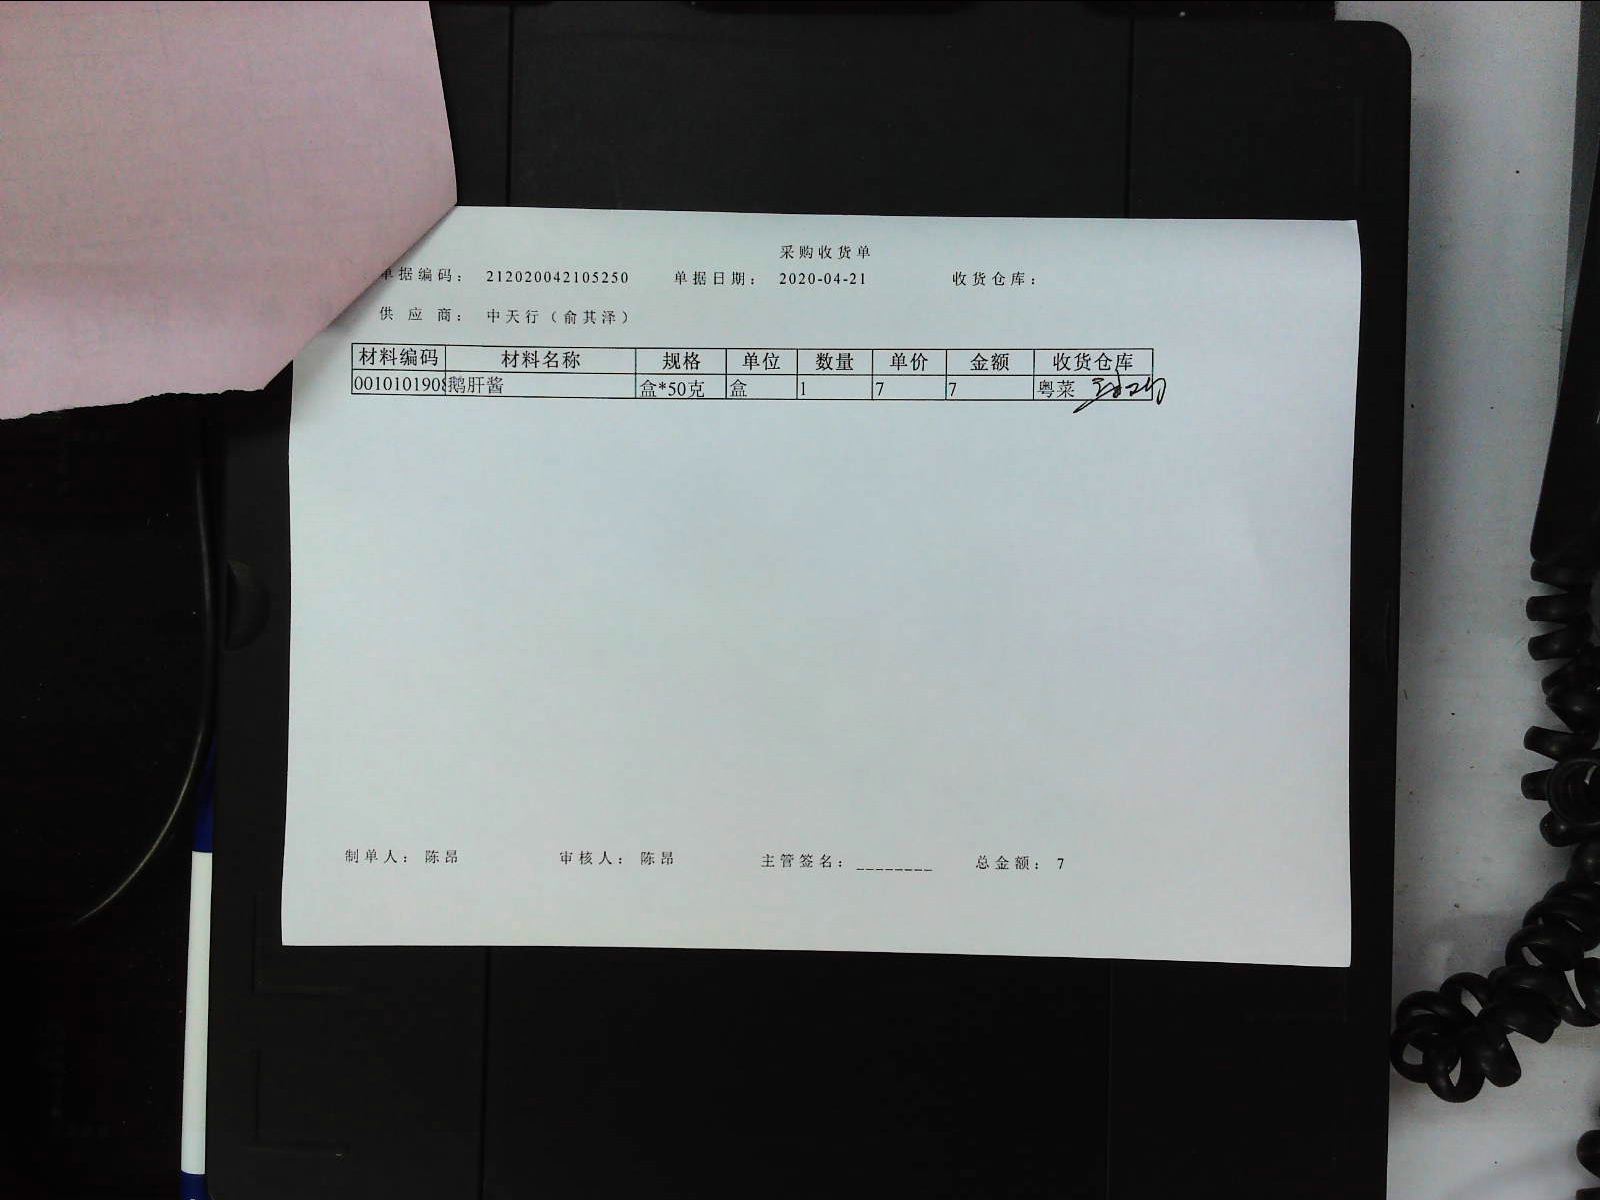 采购收货单
单据编码： 212020042105250 单据日期： 2020-04-21 收货仓库：
供应商： 中天行（俞其泽）
材料编码 材料名称 规格 单位 数量 单价 金额 收货仓库
0010101908 鹅肝酱 盒*50克 盒 1 7 7 粤菜
制单人： 陈昂 审核人： 陈昂 主管签名： ________ 总金额： 7